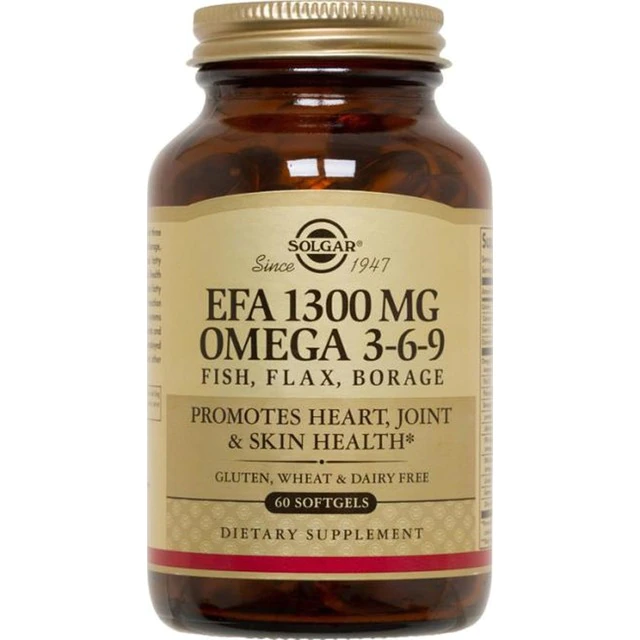 SOLGAR®
Since 1947
EFA 1300 MG
OMEGA 3-6-9
FISH, FLAX, BORAGE
PROMOTES HEART, JOINT
& SKIN HEALTH*
GLUTEN, WHEAT & DAIRY FREE
60 SOFTGELS
DIETARY SUPPLEMENT